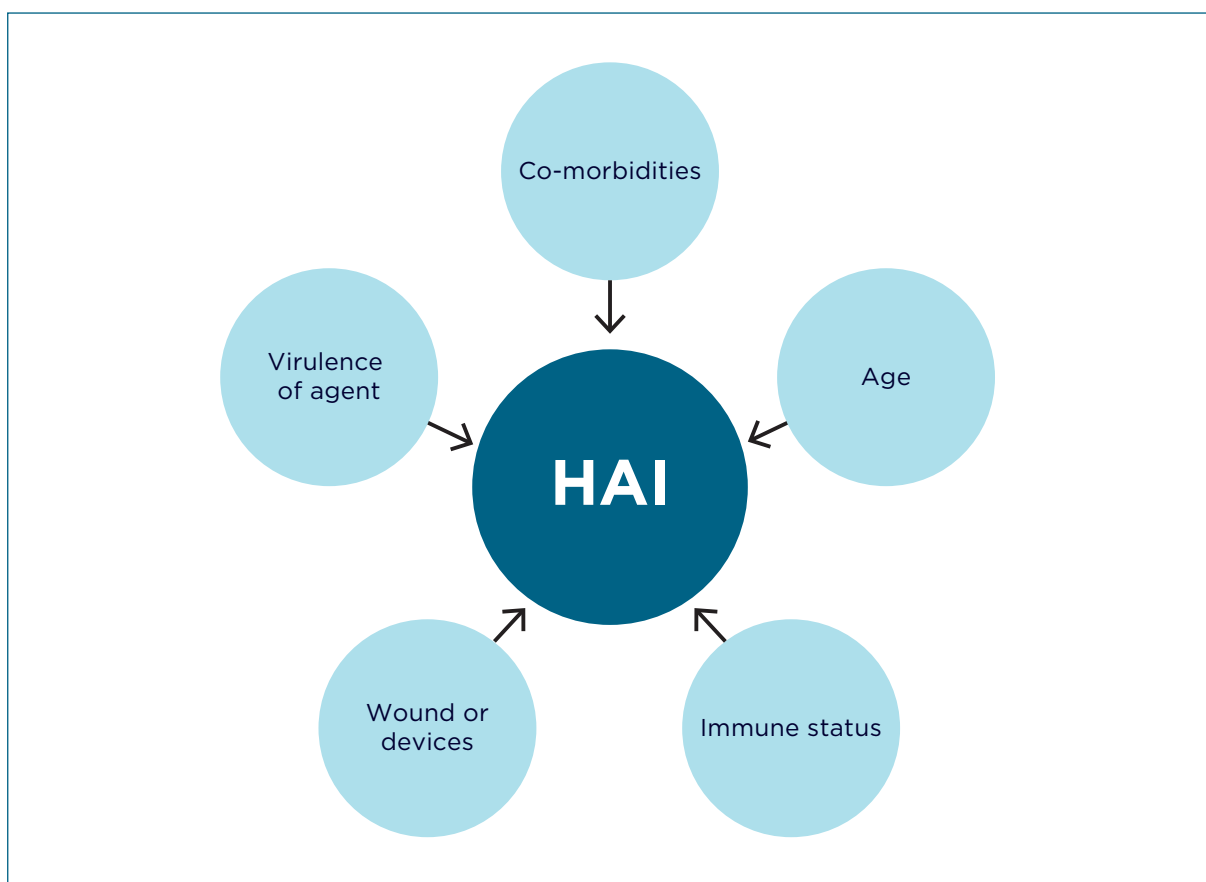 Co-morbidities
Virulence
of agent
Age
HAI
Wound or
devices
Immune status